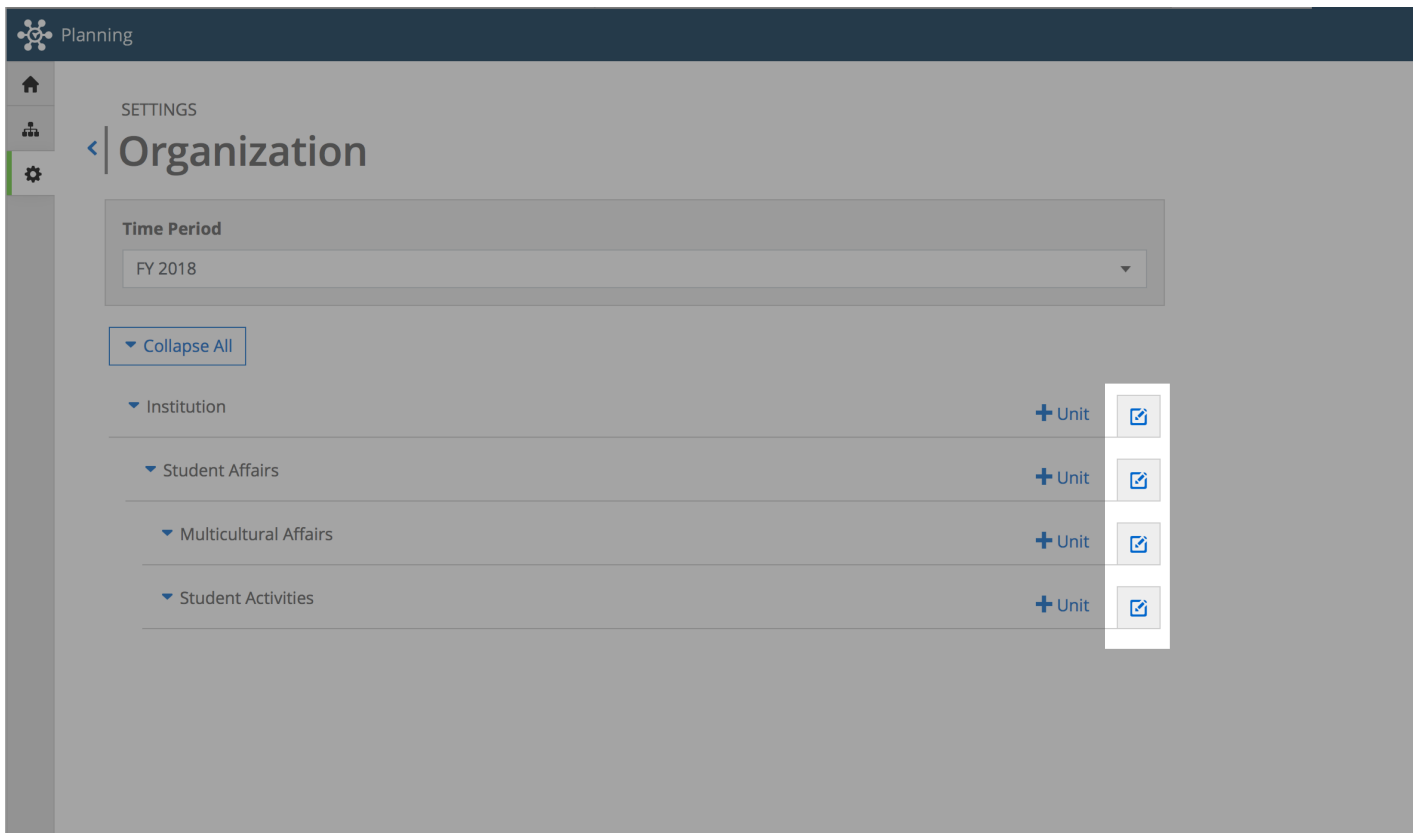 Planning
SETTINGS
Organization
Time Period
FY 2018
Collapse All
Institution
Unit
Student Affairs
Unit
Multicultural Affairs
Unit
Student Activities
Unit